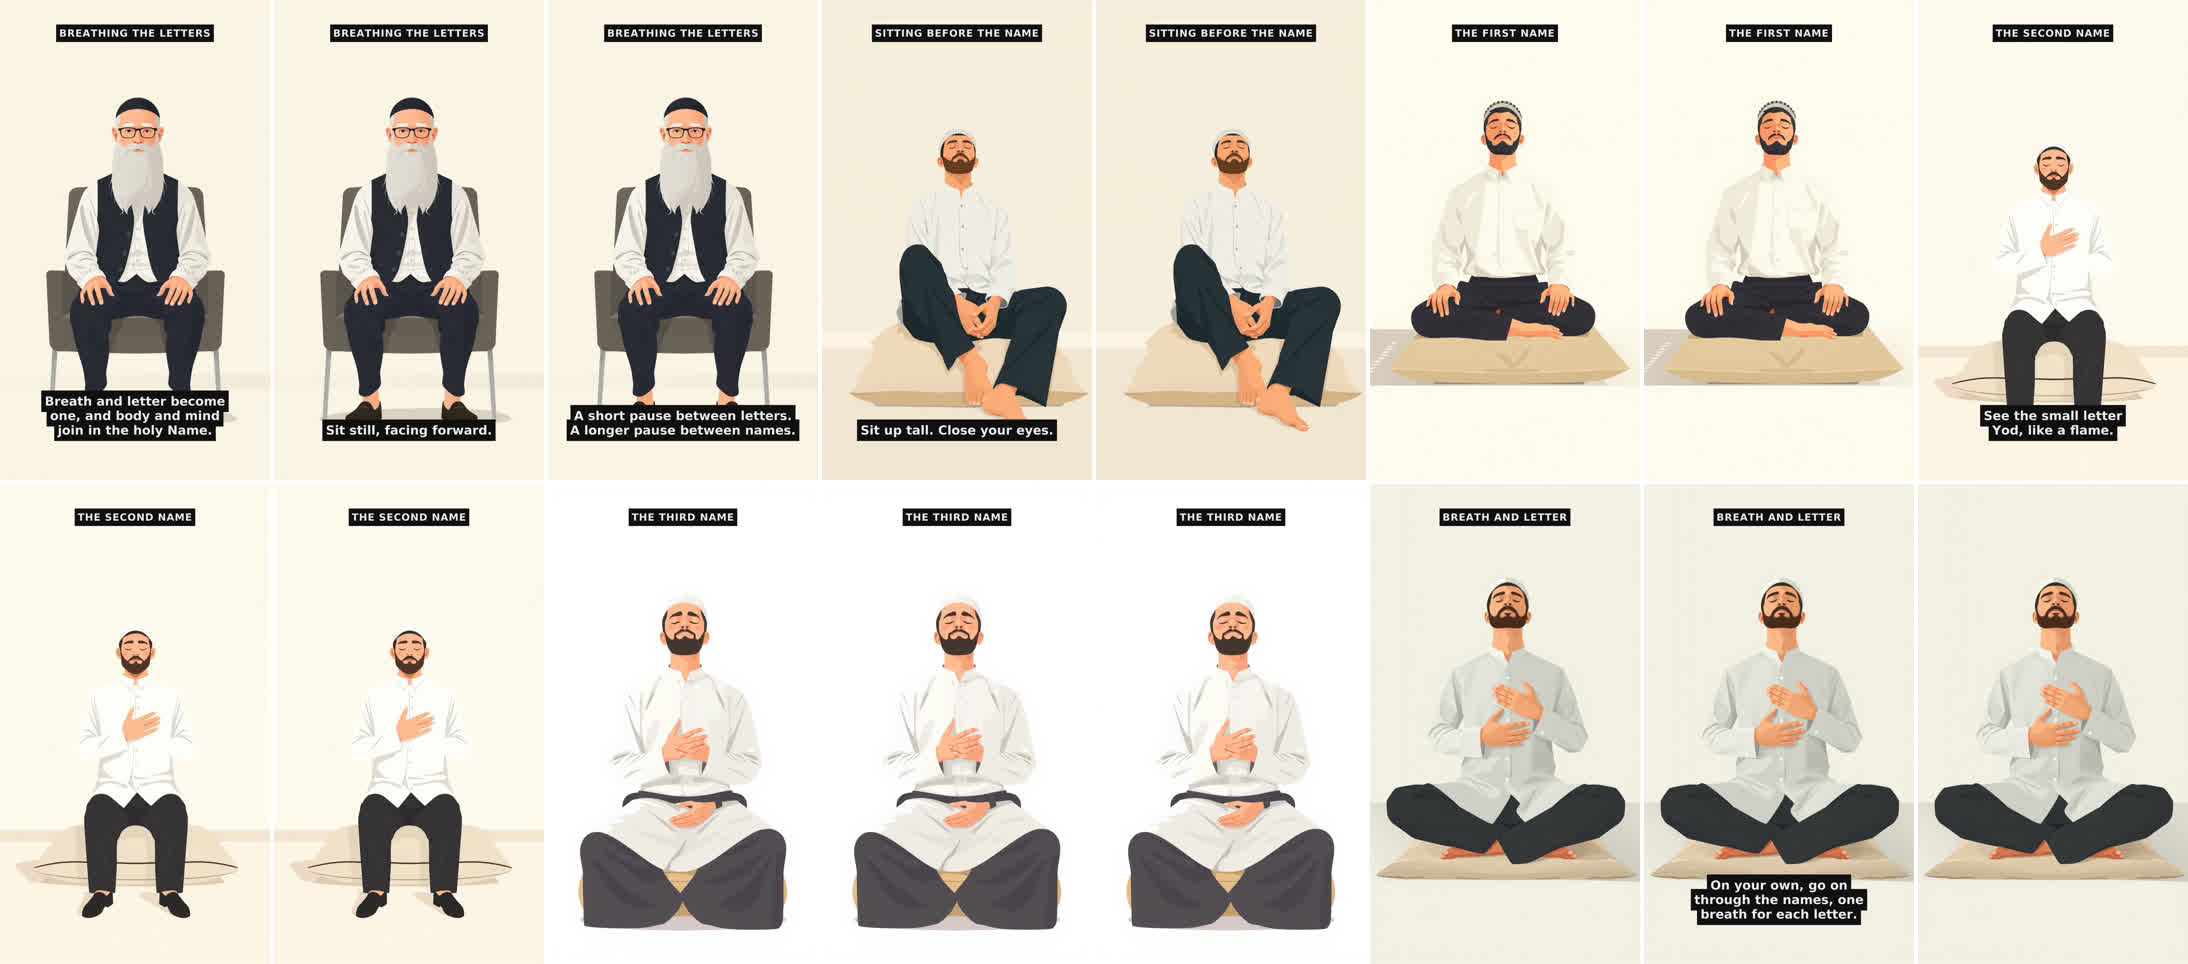 BREATHING THE LETTERS
Breath and letter become
one, and body and mind
join in the holy Name.
BREATHING THE LETTERS
Sit still, facing forward.
BREATHING THE LETTERS
A short pause between letters.
A longer pause between names.
SITTING BEFORE THE NAME
Sit up tall. Close your eyes.
SITTING BEFORE THE NAME
THE FIRST NAME
THE FIRST NAME
THE SECOND NAME
See the small letter
Yod, like a flame.
THE SECOND NAME
THE SECOND NAME
THE THIRD NAME
THE THIRD NAME
THE THIRD NAME
BREATH AND LETTER
BREATH AND LETTER
On your own, go on
through the names, one
breath for each letter.